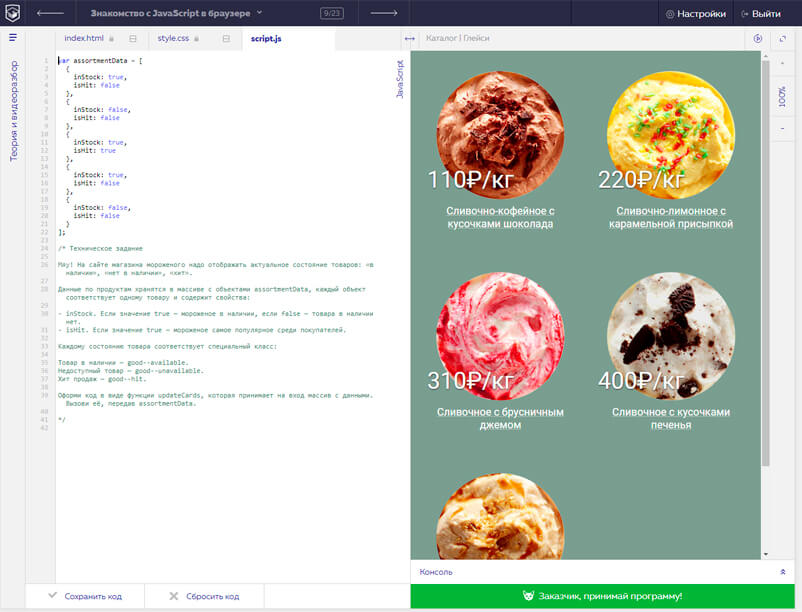 Знакомство с JavaScript в браузере
9/23
Настройки
Выйти
index.html
style.css
script.js
Каталог | Глейси
Теория и видеоразбор
JavaScript
100%
1 var assortmentData = [
2 {
3 inStock: true,
4 isHit: false
5 },
6 {
7 inStock: false,
8 isHit: false
9 },
10 {
11 inStock: true,
12 isHit: true
13 },
14 {
15 inStock: true,
16 isHit: false
17 },
18 {
19 inStock: false,
20 isHit: false
21 }
22 ];
23
24 /* Техническое задание
25
26 Мяу! На сайте магазина мороженого надо отображать актуальное состояние товаров: «в
наличии», «нет в наличии», «хит».
27
28 Данные по продуктам хранятся в массиве с объектами assortmentData, каждый объект
соответствует одному товару и содержит свойства:
29
30 - inStock. Если значение true — мороженое в наличии, если false — товара в наличии
нет.
31 - isHit. Если значение true — мороженое самое популярное среди покупателей.
32
33 Каждому состоянию товара соответствует специальный класс:
34
35 Товар в наличии — good--available.
36 Недоступный товар — good--unavailable.
37 Хит продаж — good--hit.
38
39 Оформи код в виде функции updateCards, которая принимает на вход массив с данными.
Вызови её, передав assortmentData.
40
41 */
42
110₽/кг
Сливочно-кофейное с
кусочками шоколада
220₽/кг
Сливочно-лимонное с
карамельной присыпкой
310₽/кг
Сливочное с брусничным
джемом
400₽/кг
Сливочное с кусочками
печенья
Консоль
Сохранить код
Сбросить код
Заказчик, принимай программу!